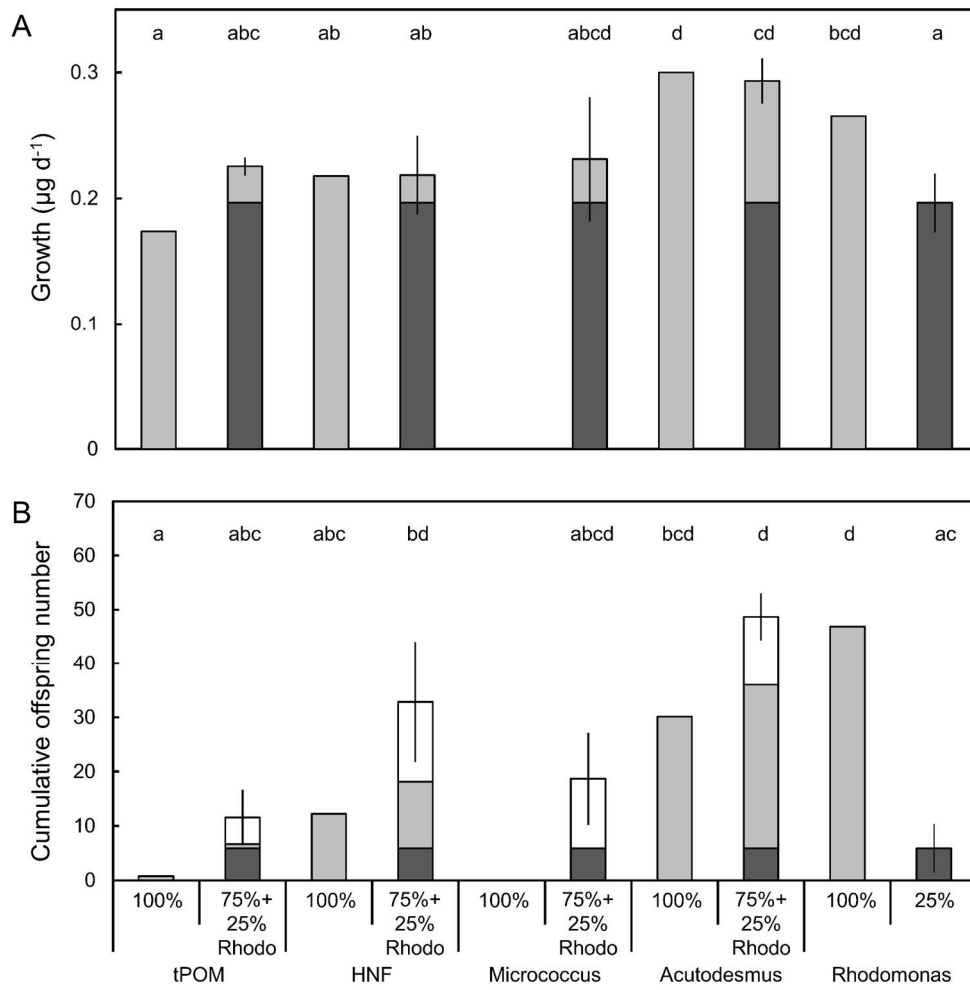 A
a abc ab ab abcd d cd bcd a
0.3
0.2
0.1
0
Growth (µg d⁻¹)
B
70
60
50
40
30
20
10
0
Cumulative offspring number
a abc abc bd abcd bcd d d ac
100% 75%+ 100% 75%+ 100% 75%+ 100% 75%+ 100% 25%
25% 25% 25% 25%
Rhodo Rhodo Rhodo Rhodo
tPOM HNF Micrococcus Acutodesmus Rhodomonas